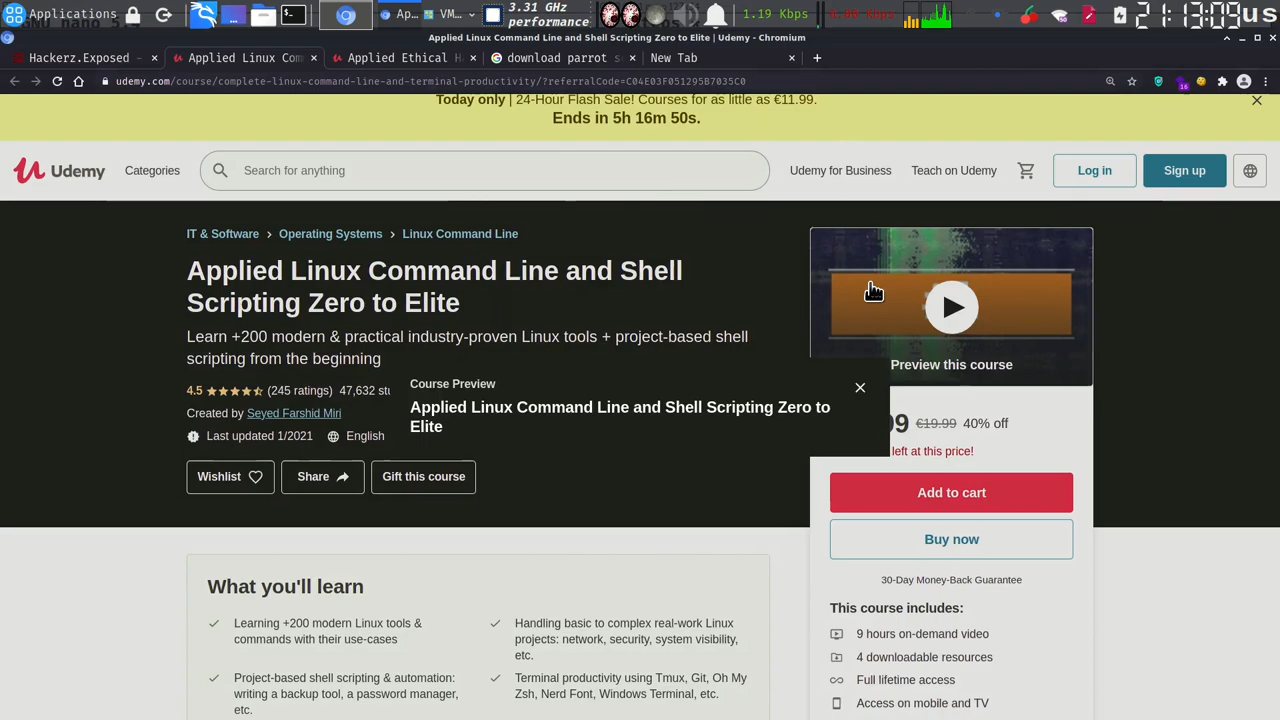 Applications
Ap...
VM...
3.31 GHz
performance
1.19 Kbps
21:13:09
us
Applied Linux Command Line and Shell Scripting Zero to Elite | Udemy - Chromium
Hackerz.Exposed -
Applied Linux Com
Applied Ethical H
download parrot s
New Tab
udemy.com/course/complete-linux-command-line-and-terminal-productivity/?referralCode=C04E03F051295B7035C0
16
Today only | 24-Hour Flash Sale! Courses for as little as €11.99.
Ends in 5h 16m 50s.
Udemy
Categories
Search for anything
Udemy for Business
Teach on Udemy
Log in
Sign up
IT & Software > Operating Systems > Linux Command Line
Applied Linux Command Line and Shell
Scripting Zero to Elite
Learn +200 modern & practical industry-proven Linux tools + project-based shell
scripting from the beginning
4.5 (245 ratings) 47,632 stu
Created by Seyed Farshid Miri
Last updated 1/2021
English
Wishlist
Share
Gift this course
Course Preview
Applied Linux Command Line and Shell Scripting Zero to
Elite
Preview this course
9 €19.99 40% off
left at this price!
Add to cart
Buy now
30-Day Money-Back Guarantee
This course includes:
9 hours on-demand video
4 downloadable resources
Full lifetime access
Access on mobile and TV
What you'll learn
Learning +200 modern Linux tools &
commands with their use-cases
Handling basic to complex real-work Linux
projects: network, security, system visibility,
etc.
Project-based shell scripting & automation:
writing a backup tool, a password manager,
etc.
Terminal productivity using Tmux, Git, Oh My
Zsh, Nerd Font, Windows Terminal, etc.